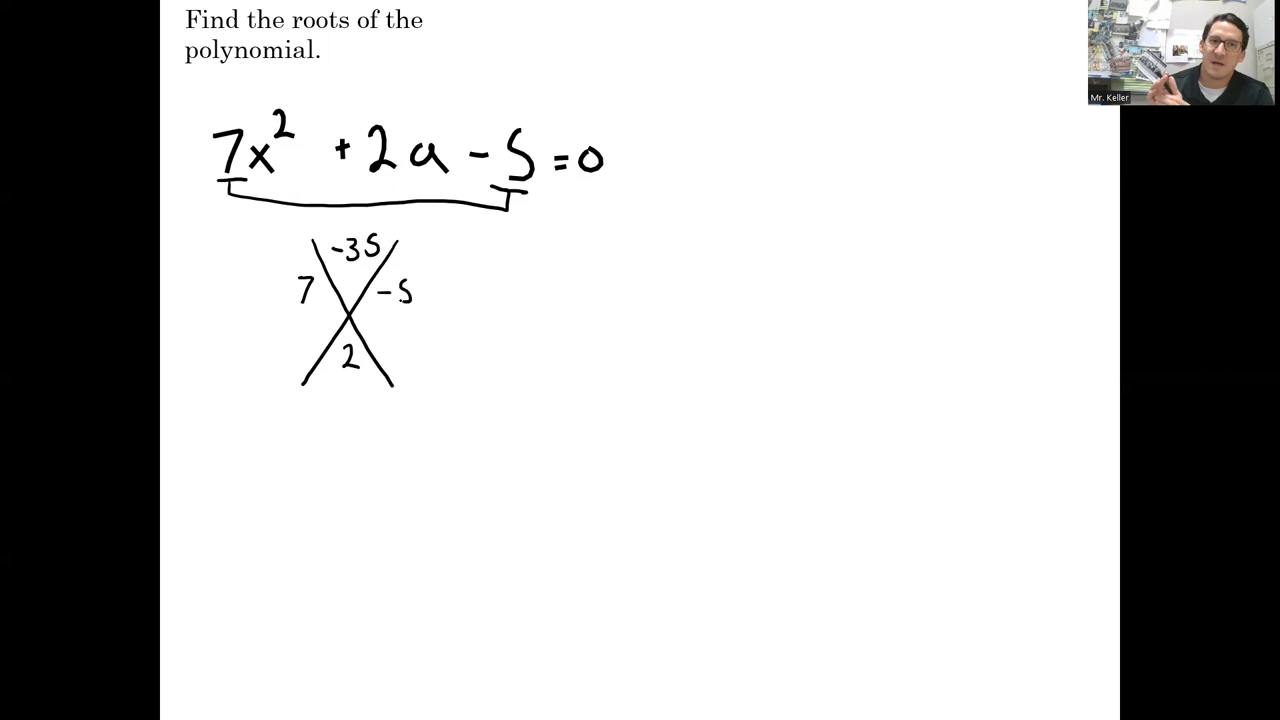 Find the roots of the
polynomial.
Mr. Keller
7x² + 2a - 5 = 0
-35
7 -5
2